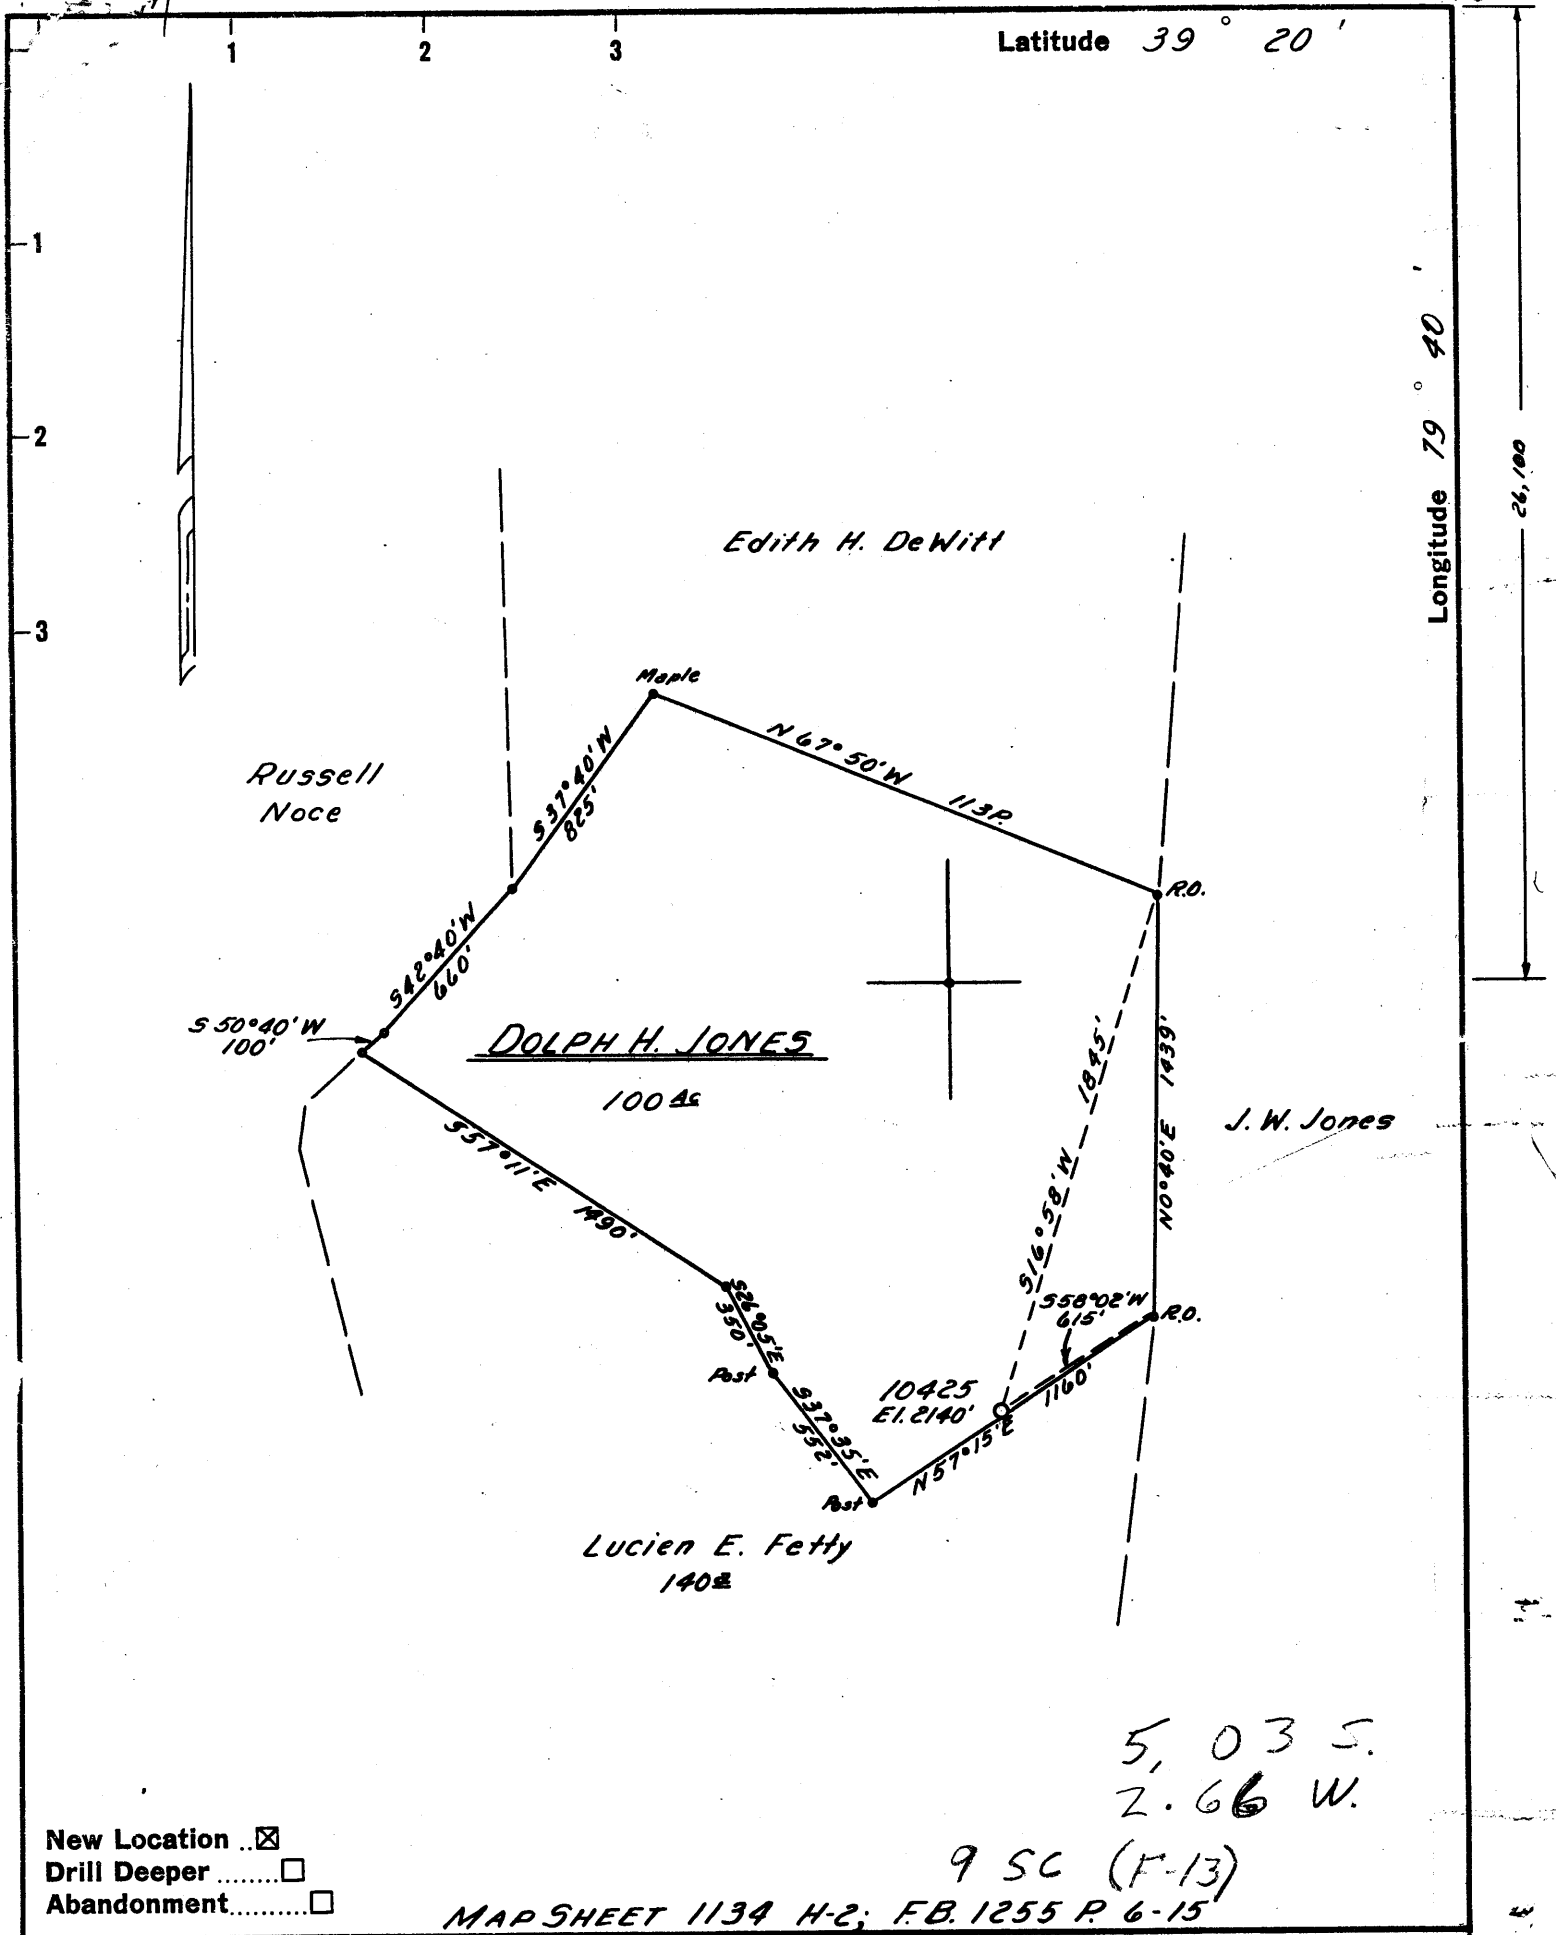 1
2
3
Latitude 39° 20'
1
2
3
Longitude 79° 40'
26,100
Edith H. DeWitt
Maple
N 67° 50' W 113P.
S 37° 40' W
825'
Russell
Noce
R.O.
S 42° 40' W
660'
S 50° 40' W
100'
DOLPH H. JONES
100 Ac
1845'
S 16° 58' W
N 0° 40' E 1439'
J. W. Jones
S 57° 11' E
1490'
S 26° 05' E
350'
S 58° 02' W
615'
R.O.
Post
10425
El. 2140'
1160'
N 57° 15' E
S 37° 35' E
552'
Post
Lucien E. Fetty
140 a
5,03 S.
2.66 W.
New Location ..☒
Drill Deeper ........☐
Abandonment..........☐
9 SC (F-13)
MAP SHEET 1134 H-2; F.B. 1255 P. 6-15